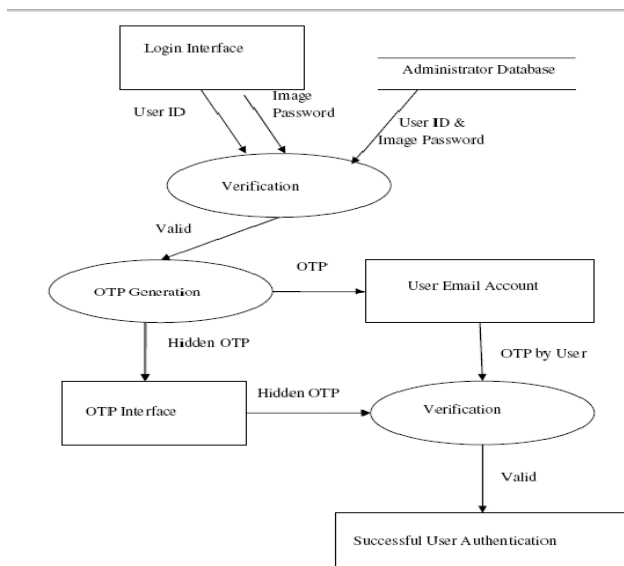 Login Interface
Administrator Database
User ID
Image
Password
User ID &
Image Password
Verification
Valid
OTP Generation
OTP
User Email Account
Hidden OTP
OTP by User
OTP Interface
Hidden OTP
Verification
Valid
Successful User Authentication